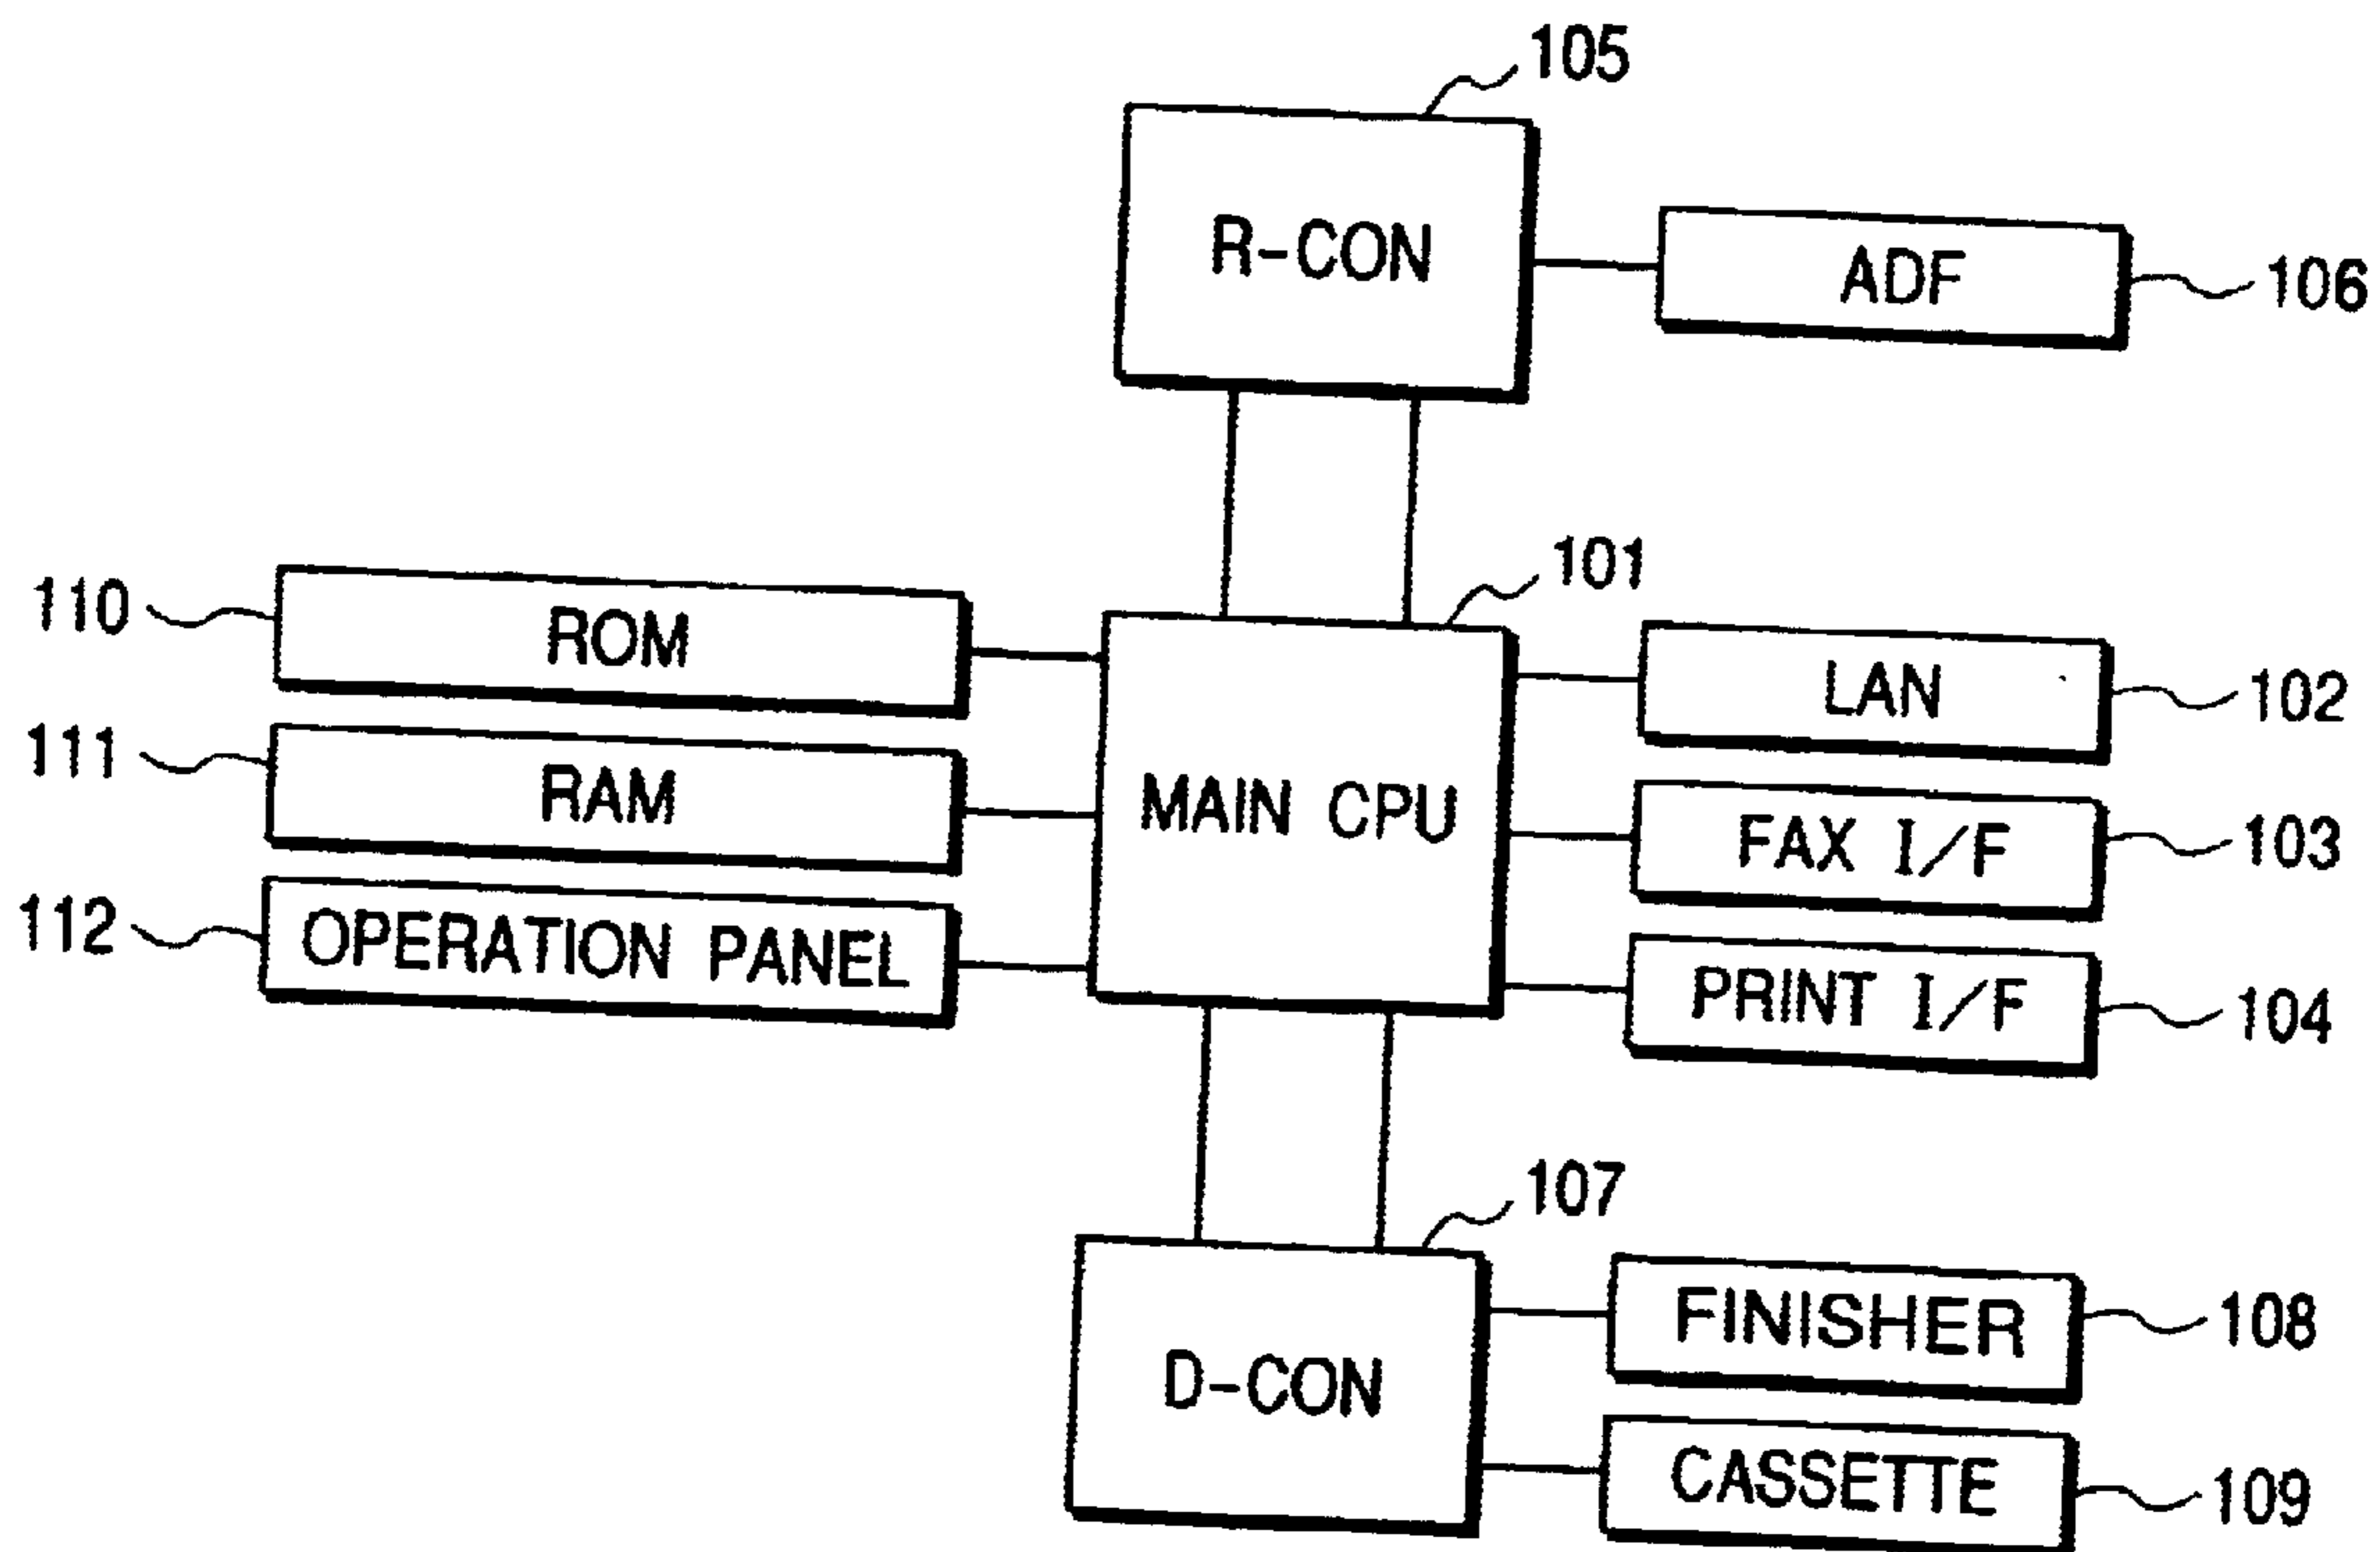 105
R-CON
ADF
106
101
110
ROM
LAN
102
111
RAM
MAIN CPU
FAX I/F
103
112
OPERATION PANEL
PRINT I/F
104
107
FINISHER
108
D-CON
CASSETTE
109